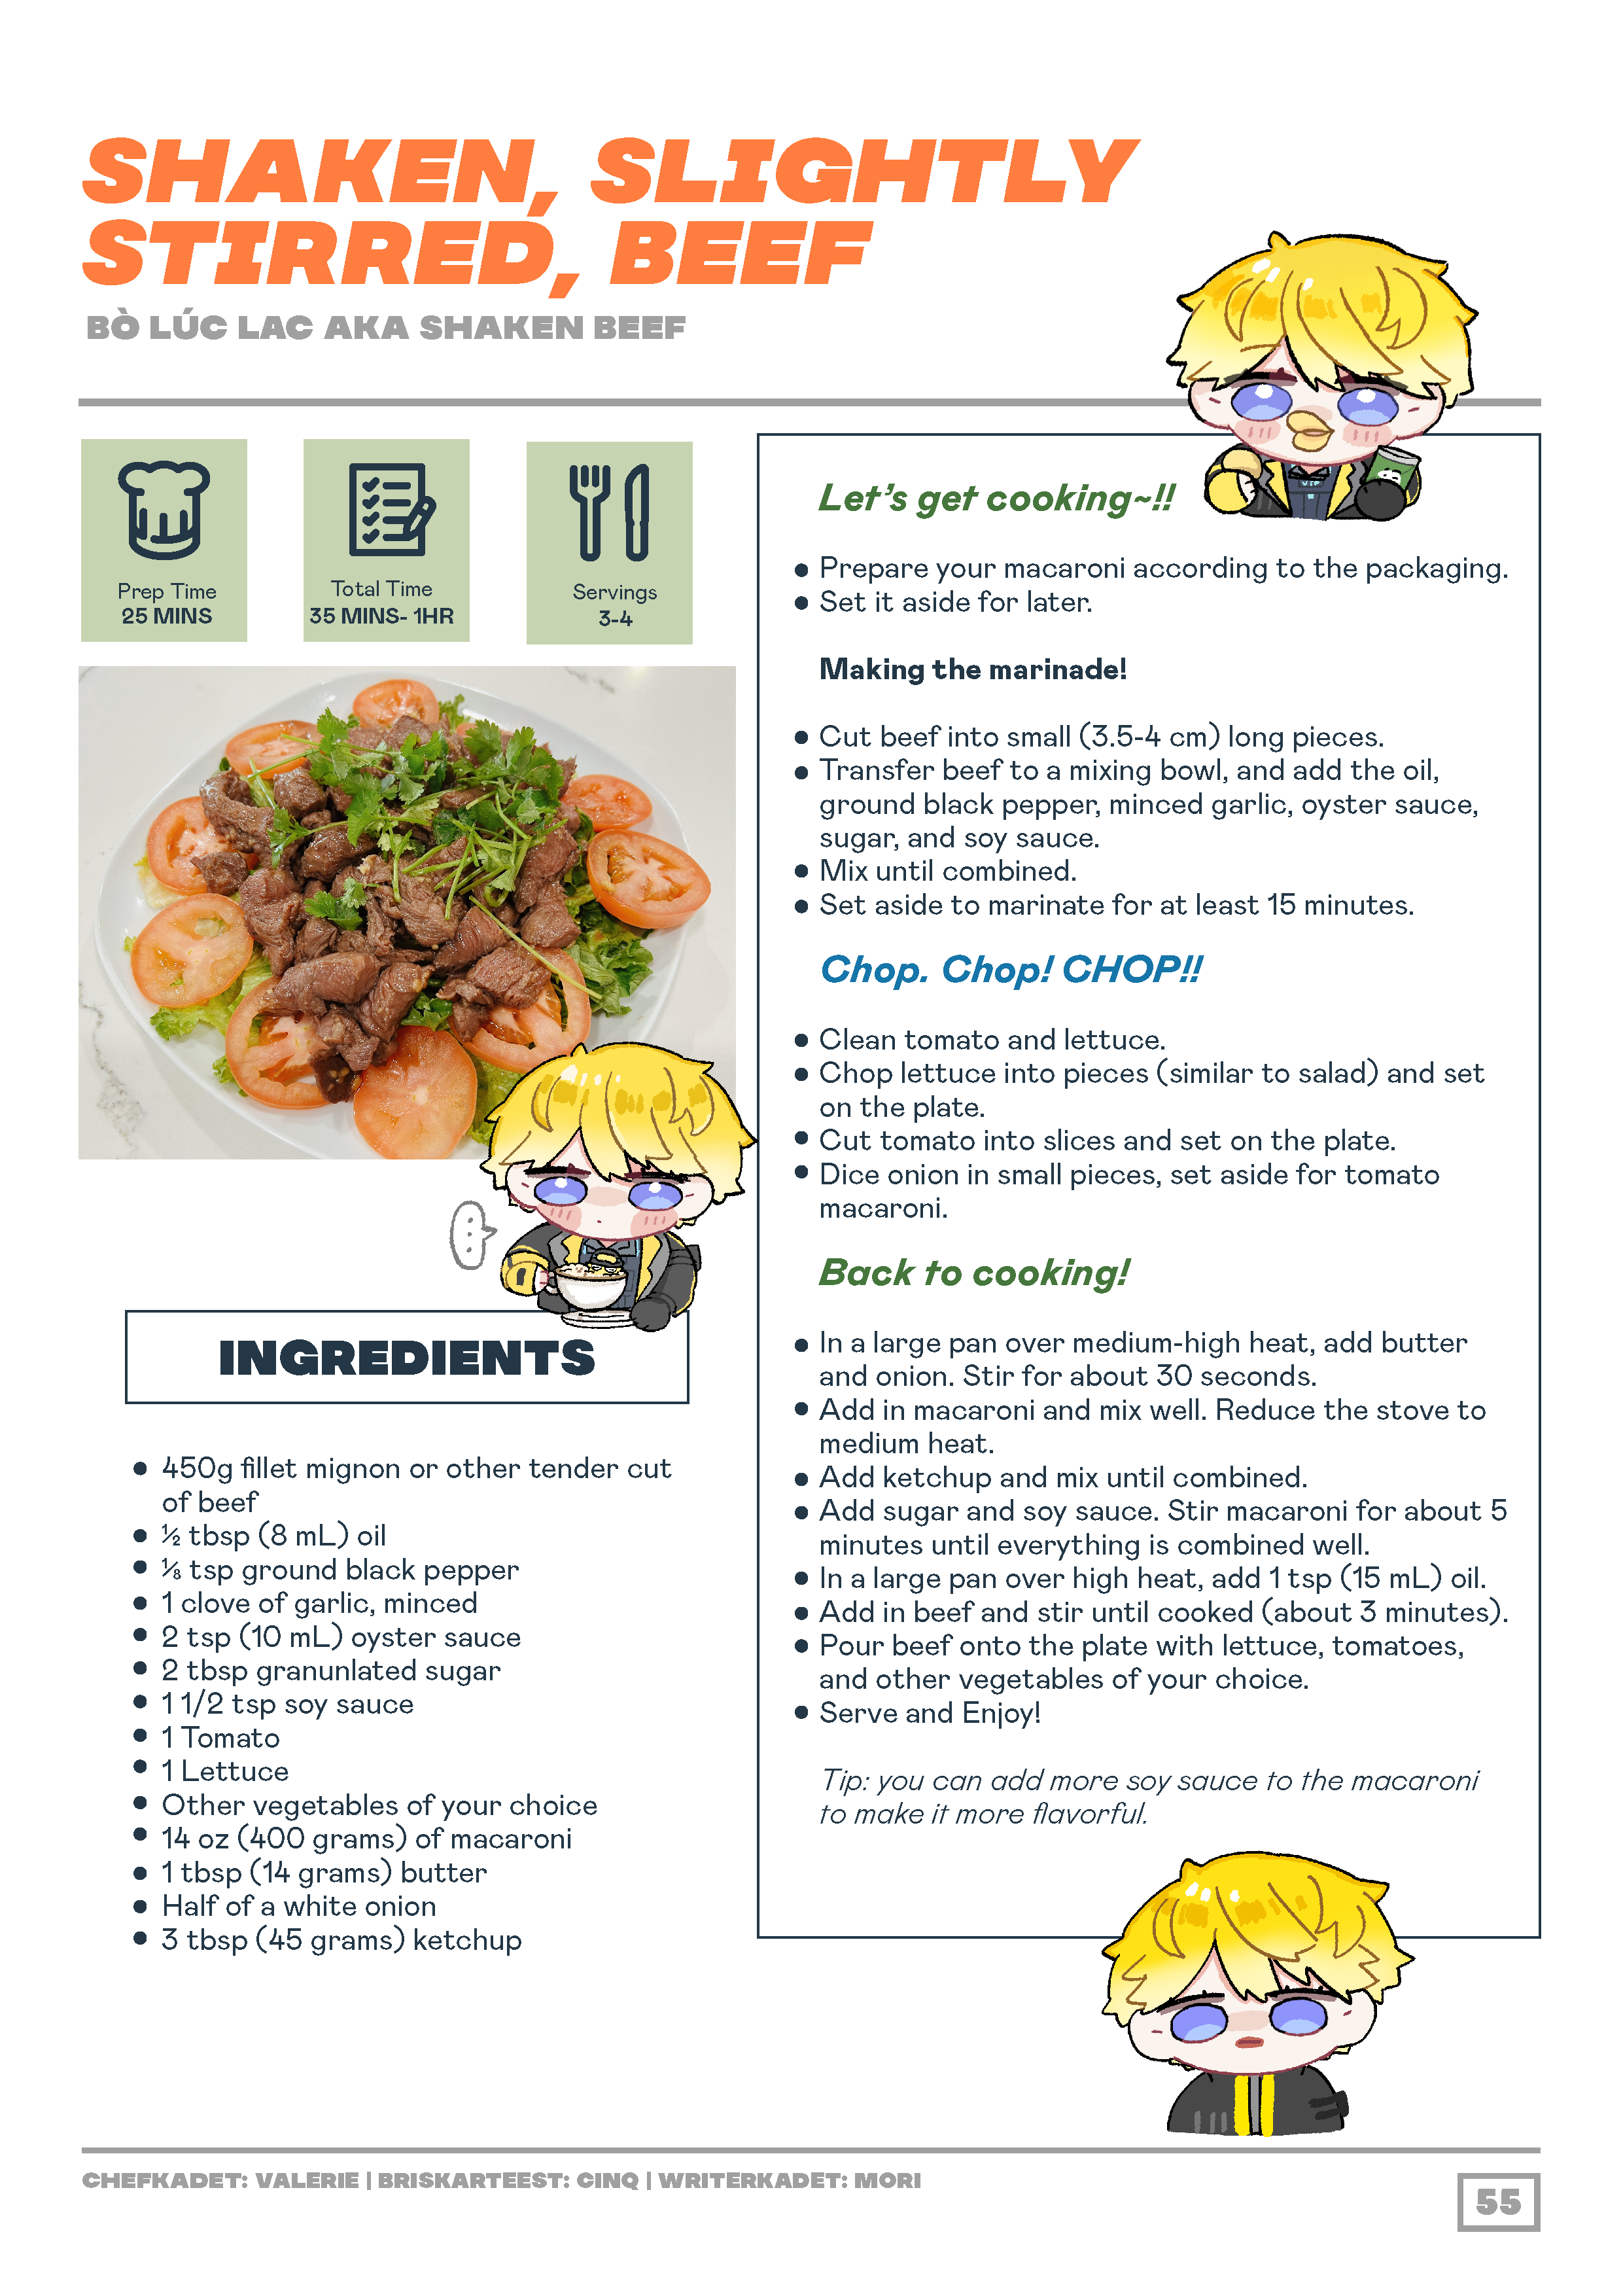 SHAKEN, SLIGHTLY
STIRRED, BEEF
BÒ LÚC LAC AKA SHAKEN BEEF
Prep Time
25 MINS
Total Time
35 MINS- 1HR
Servings
3-4
INGREDIENTS
● 450g fillet mignon or other tender cut
of beef
● ½ tbsp (8 mL) oil
● ⅛ tsp ground black pepper
● 1 clove of garlic, minced
● 2 tsp (10 mL) oyster sauce
● 2 tbsp granunlated sugar
● 1 1/2 tsp soy sauce
● 1 Tomato
● 1 Lettuce
● Other vegetables of your choice
● 14 oz (400 grams) of macaroni
● 1 tbsp (14 grams) butter
● Half of a white onion
● 3 tbsp (45 grams) ketchup
Let's get cooking~!!
● Prepare your macaroni according to the packaging.
● Set it aside for later.
Making the marinade!
● Cut beef into small (3.5-4 cm) long pieces.
● Transfer beef to a mixing bowl, and add the oil,
ground black pepper, minced garlic, oyster sauce,
sugar, and soy sauce.
● Mix until combined.
● Set aside to marinate for at least 15 minutes.
Chop. Chop! CHOP!!
● Clean tomato and lettuce.
● Chop lettuce into pieces (similar to salad) and set
on the plate.
● Cut tomato into slices and set on the plate.
● Dice onion in small pieces, set aside for tomato
macaroni.
Back to cooking!
● In a large pan over medium-high heat, add butter
and onion. Stir for about 30 seconds.
● Add in macaroni and mix well. Reduce the stove to
medium heat.
● Add ketchup and mix until combined.
● Add sugar and soy sauce. Stir macaroni for about 5
minutes until everything is combined well.
● In a large pan over high heat, add 1 tsp (15 mL) oil.
● Add in beef and stir until cooked (about 3 minutes).
● Pour beef onto the plate with lettuce, tomatoes,
and other vegetables of your choice.
● Serve and Enjoy!
Tip: you can add more soy sauce to the macaroni
to make it more flavorful.
VIP
CHEFKADET: VALERIE | BRISKARTEEST: CINQ | WRITERKADET: MORI
55